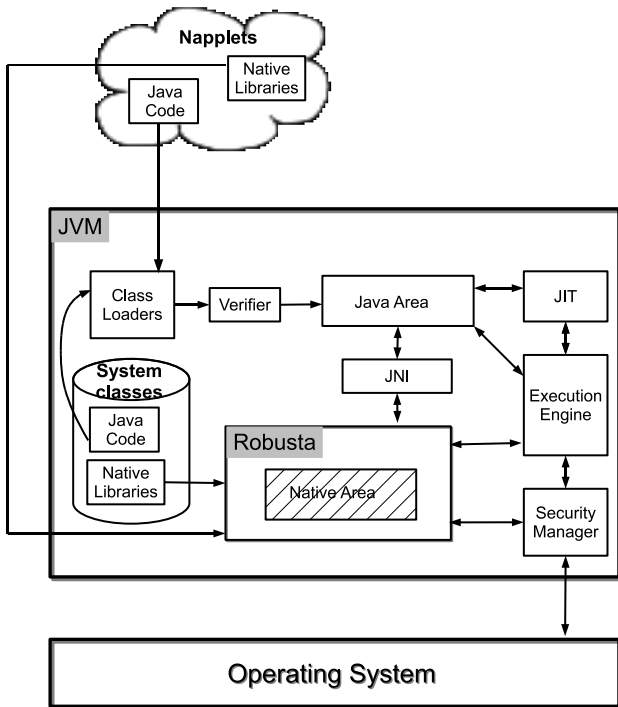 Napplets
Native
Libraries
Java
Code
JVM
Class
Loaders
Verifier
Java Area
JIT
System
classes
JNI
Execution
Engine
Java
Code
Native
Libraries
Robusta
Native Area
Security
Manager
Operating System